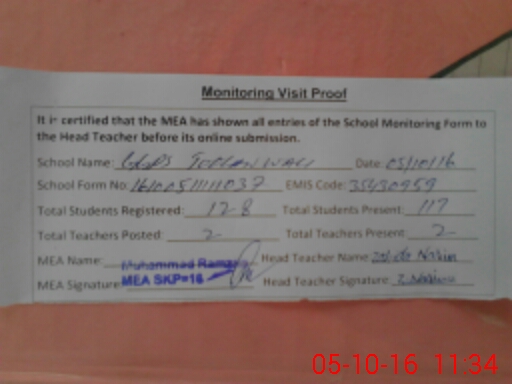 Monitoring Visit Proof
It is certified that the MEA has shown all entries of the School Monitoring Form to
the Head Teacher before its online submission.
School Name: GGPS Date: 05/10/16
School Form No: EMIS Code: 35430959
Total Students Registered: 128 Total Students Present: 117
Total Teachers Posted: 2 Total Teachers Present: 2
MEA Name: Muhammad Head Teacher Name
MEA Signature: MEA SKP=18 Head Teacher Signature:
05-10-16 11:34